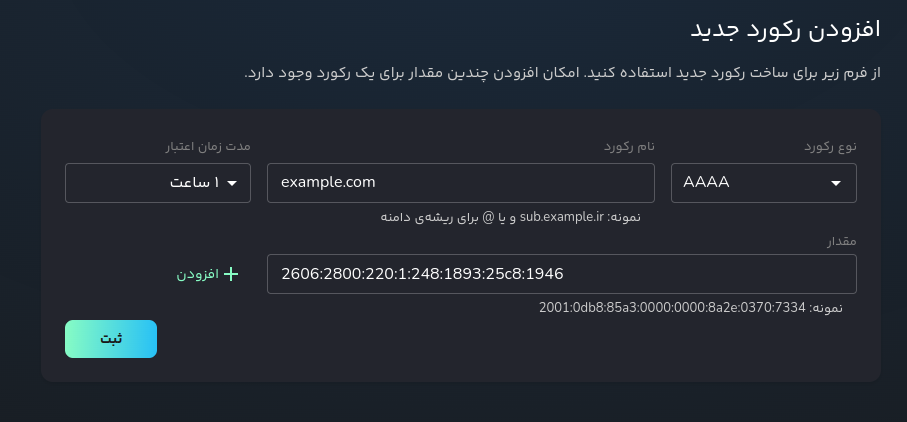 افزودن رکورد جدید
از فرم زیر برای ساخت رکورد جدید استفاده کنید. امکان افزودن چندین مقدار برای یک رکورد وجود دارد.
نوع رکورد نام رکورد مدت زمان اعتبار
AAAA example.com ۱ ساعت
نمونه: sub.example.ir و یا @ برای ریشه‌ی دامنه
مقدار
2606:2800:220:1:248:1893:25c8:1946 افزودن
نمونه: 2001:0db8:85a3:0000:0000:8a2e:0370:7334
ثبت